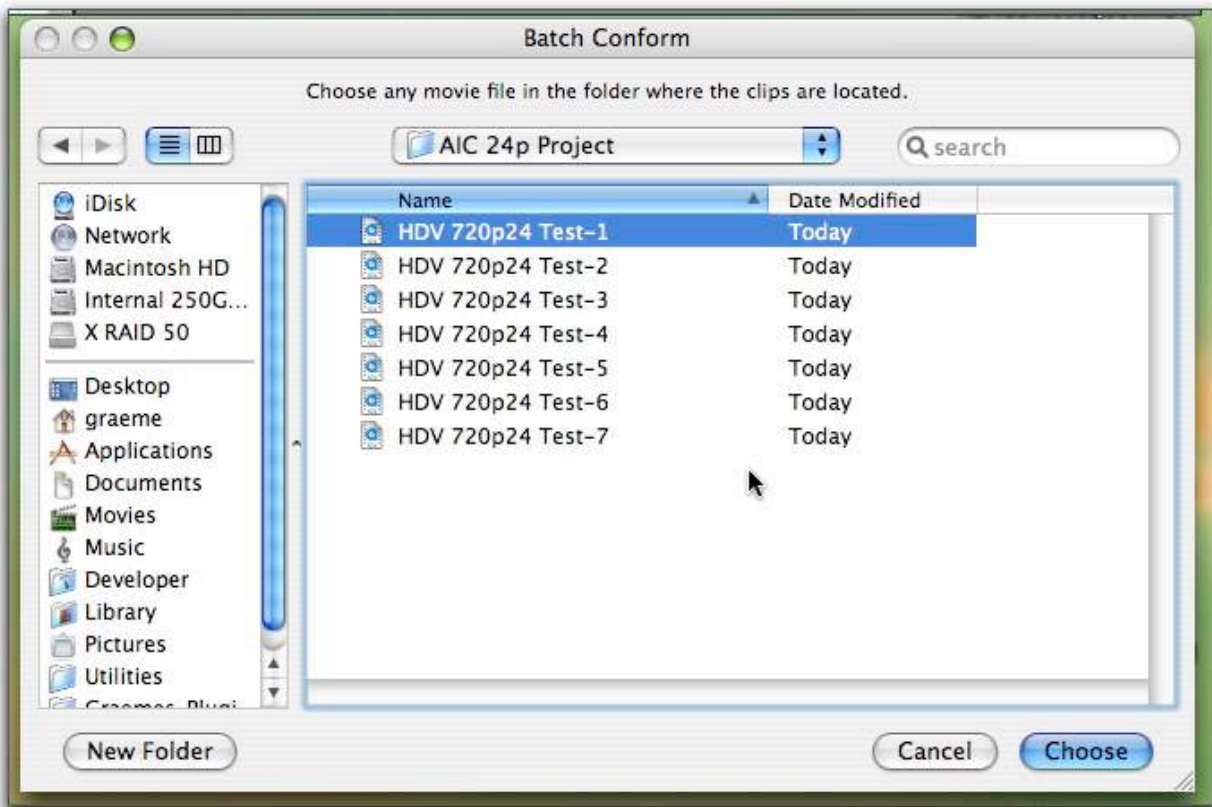 Batch Conform
Choose any movie file in the folder where the clips are located.
AIC 24p Project
search
iDisk
Network
Macintosh HD
Internal 250G...
X RAID 50
Desktop
graeme
Applications
Documents
Movies
Music
Developer
Library
Pictures
Utilities
Name Date Modified
HDV 720p24 Test-1 Today
HDV 720p24 Test-2 Today
HDV 720p24 Test-3 Today
HDV 720p24 Test-4 Today
HDV 720p24 Test-5 Today
HDV 720p24 Test-6 Today
HDV 720p24 Test-7 Today
New Folder
Cancel
Choose